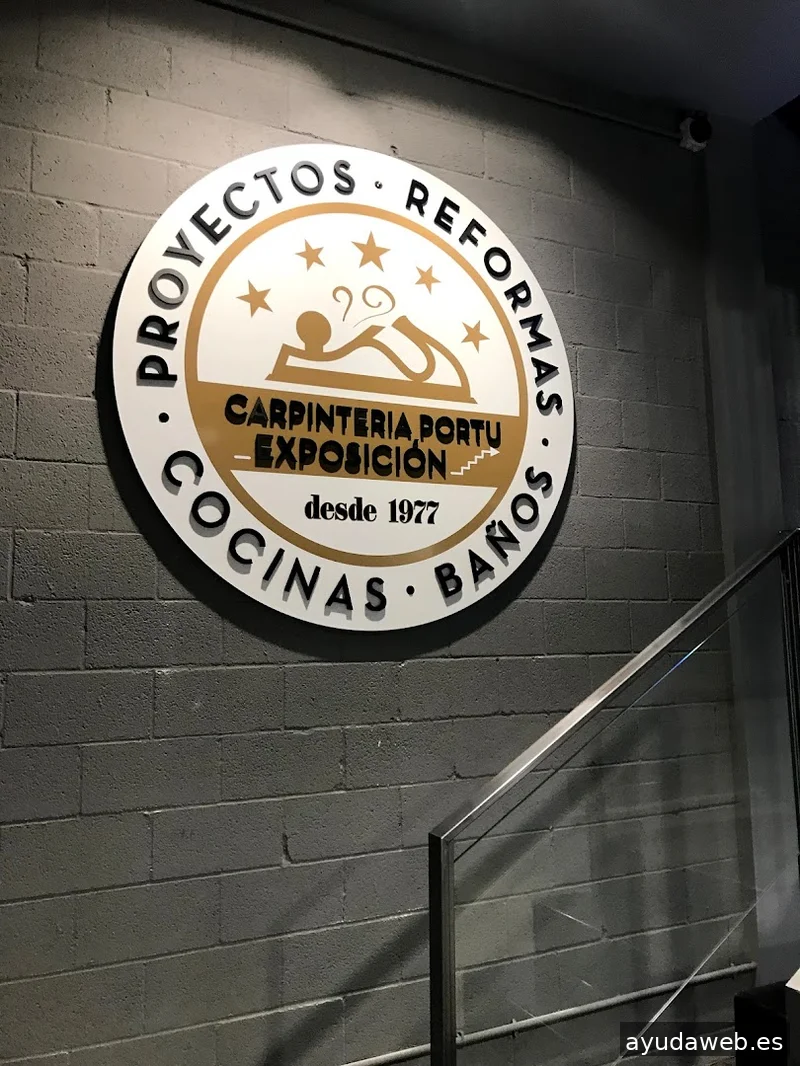 PROYECTOS · REFORMAS · BAÑOS · COCINAS ·
CARPINTERIA PORTU
EXPOSICIÓN
desde 1977
ayudaweb.es